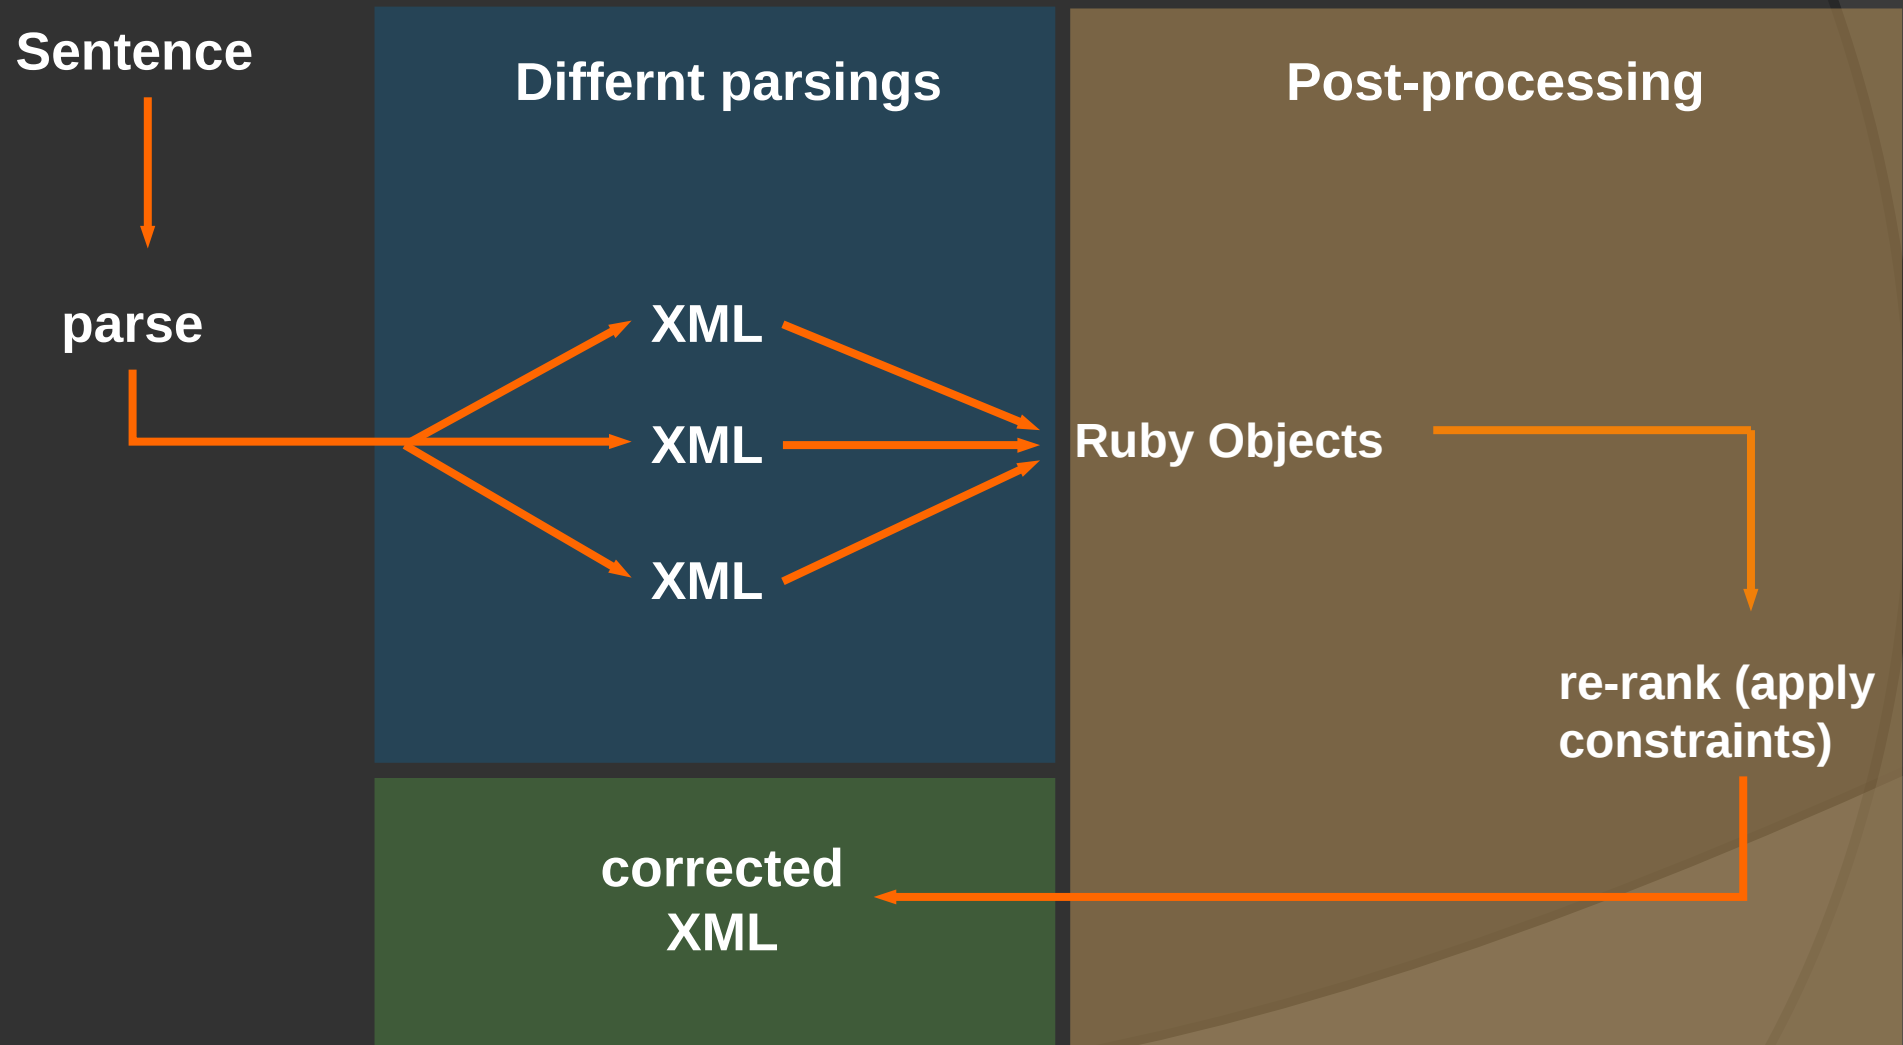 Sentence
parse
Differnt parsings
XML
XML
XML
Post-processing
Ruby Objects
re-rank (apply
constraints)
corrected
XML